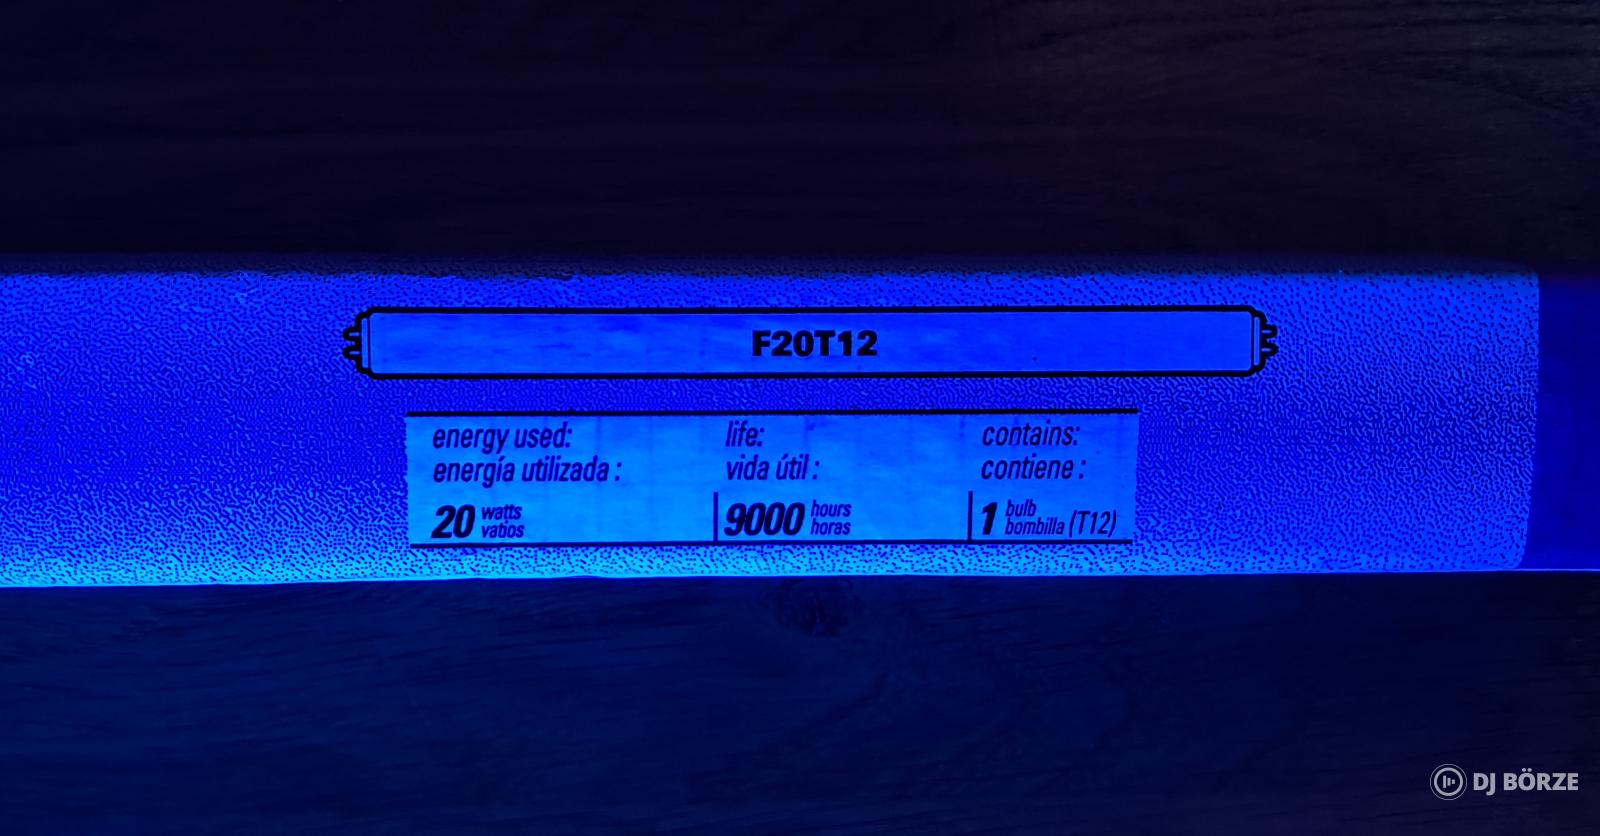 F20T12
energy used:
energía utilizada :
20 watts
vatios
life:
vida útil :
9000 hours
horas
contains:
contiene :
1 bulb
bombilla (T12)
DJ BÖRZE